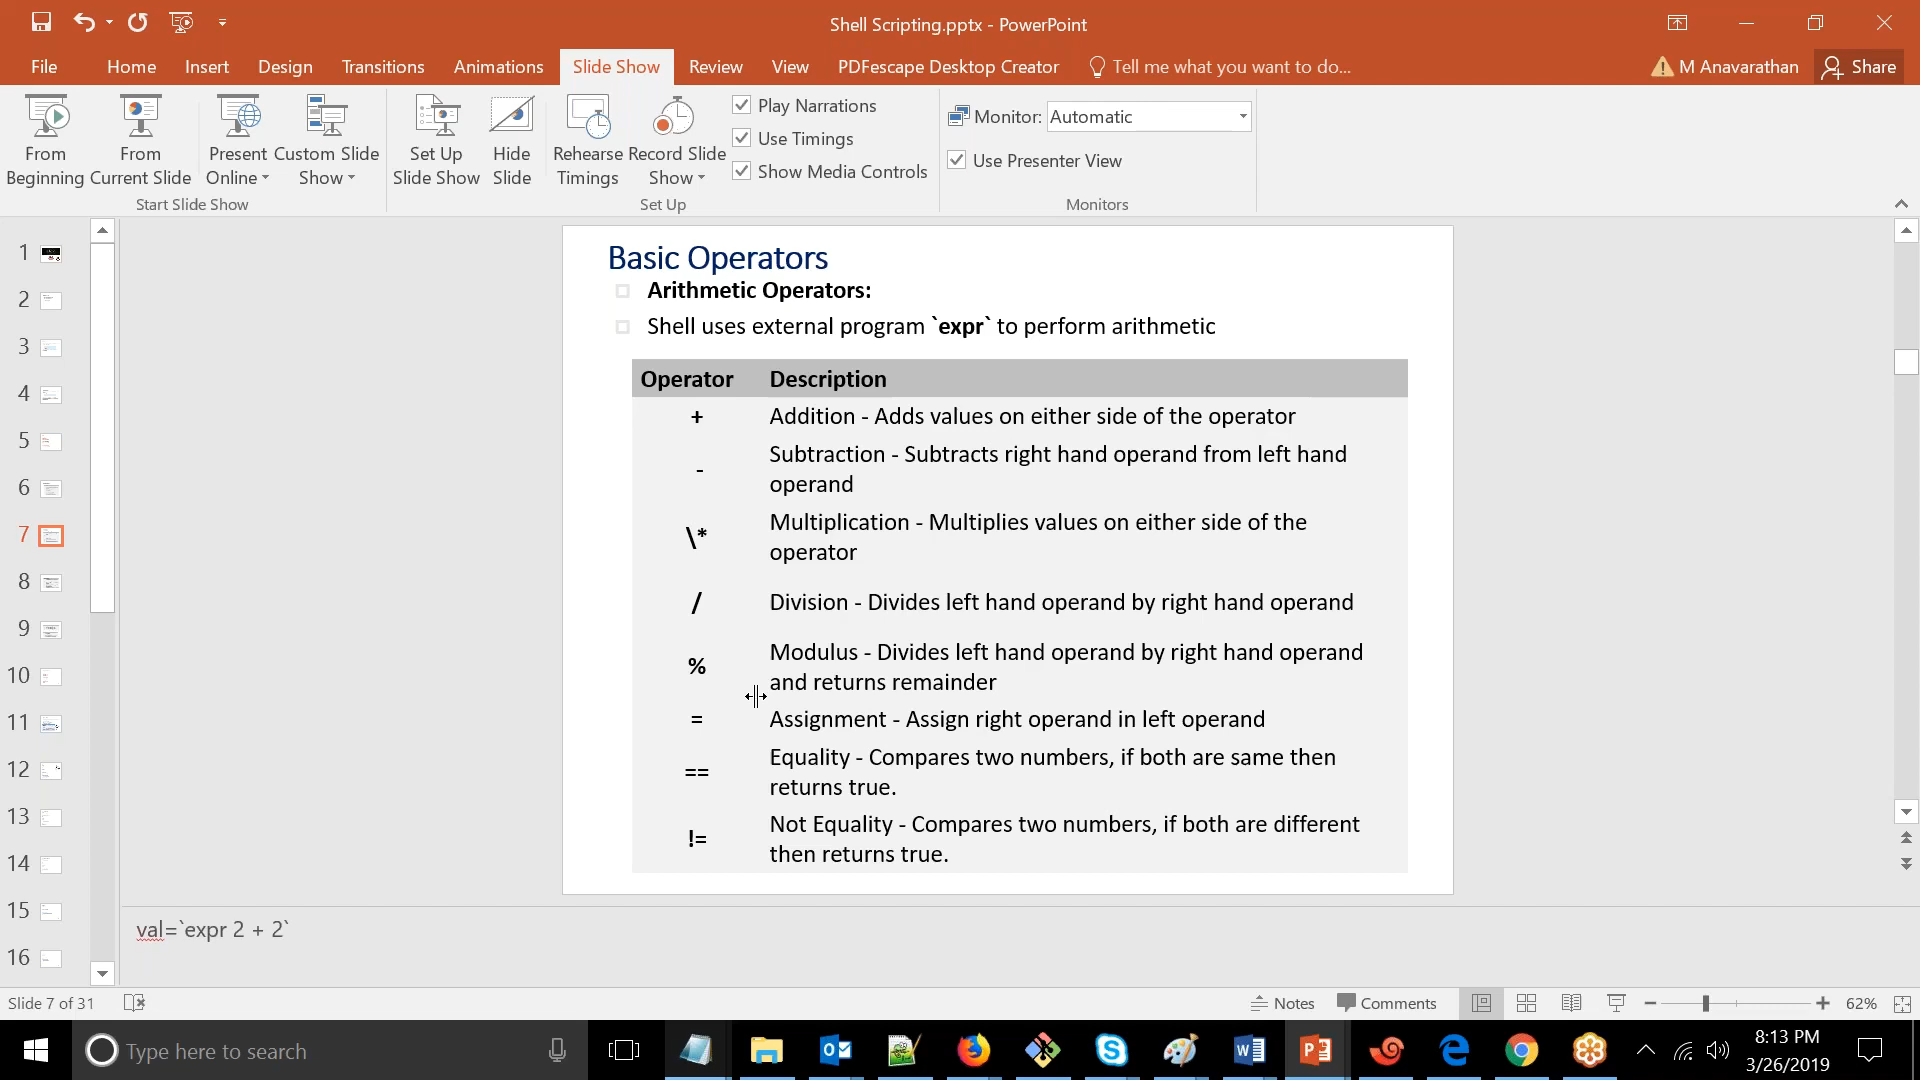 Shell Scripting.pptx - PowerPoint
File Home Insert Design Transitions Animations Slide Show Review View PDFescape Desktop Creator Tell me what you want to do... M Anavarathan Share
From Beginning
From Current Slide
Present Online
Custom Slide Show
Set Up Slide Show
Hide Slide
Rehearse Timings
Record Slide Show
Play Narrations
Use Timings
Show Media Controls
Monitor: Automatic
Use Presenter View
Start Slide Show
Set Up
Monitors
1
2
3
4
5
6
7
8
9
10
11
12
13
14
15
16
Basic Operators
Arithmetic Operators:
Shell uses external program `expr` to perform arithmetic
Operator Description
+ Addition - Adds values on either side of the operator
- Subtraction - Subtracts right hand operand from left hand
operand
\* Multiplication - Multiplies values on either side of the
operator
/ Division - Divides left hand operand by right hand operand
% Modulus - Divides left hand operand by right hand operand
and returns remainder
= Assignment - Assign right operand in left operand
== Equality - Compares two numbers, if both are same then
returns true.
!= Not Equality - Compares two numbers, if both are different
then returns true.
val=`expr 2 + 2`
Slide 7 of 31
Notes Comments 62%
Type here to search
8:13 PM
3/26/2019